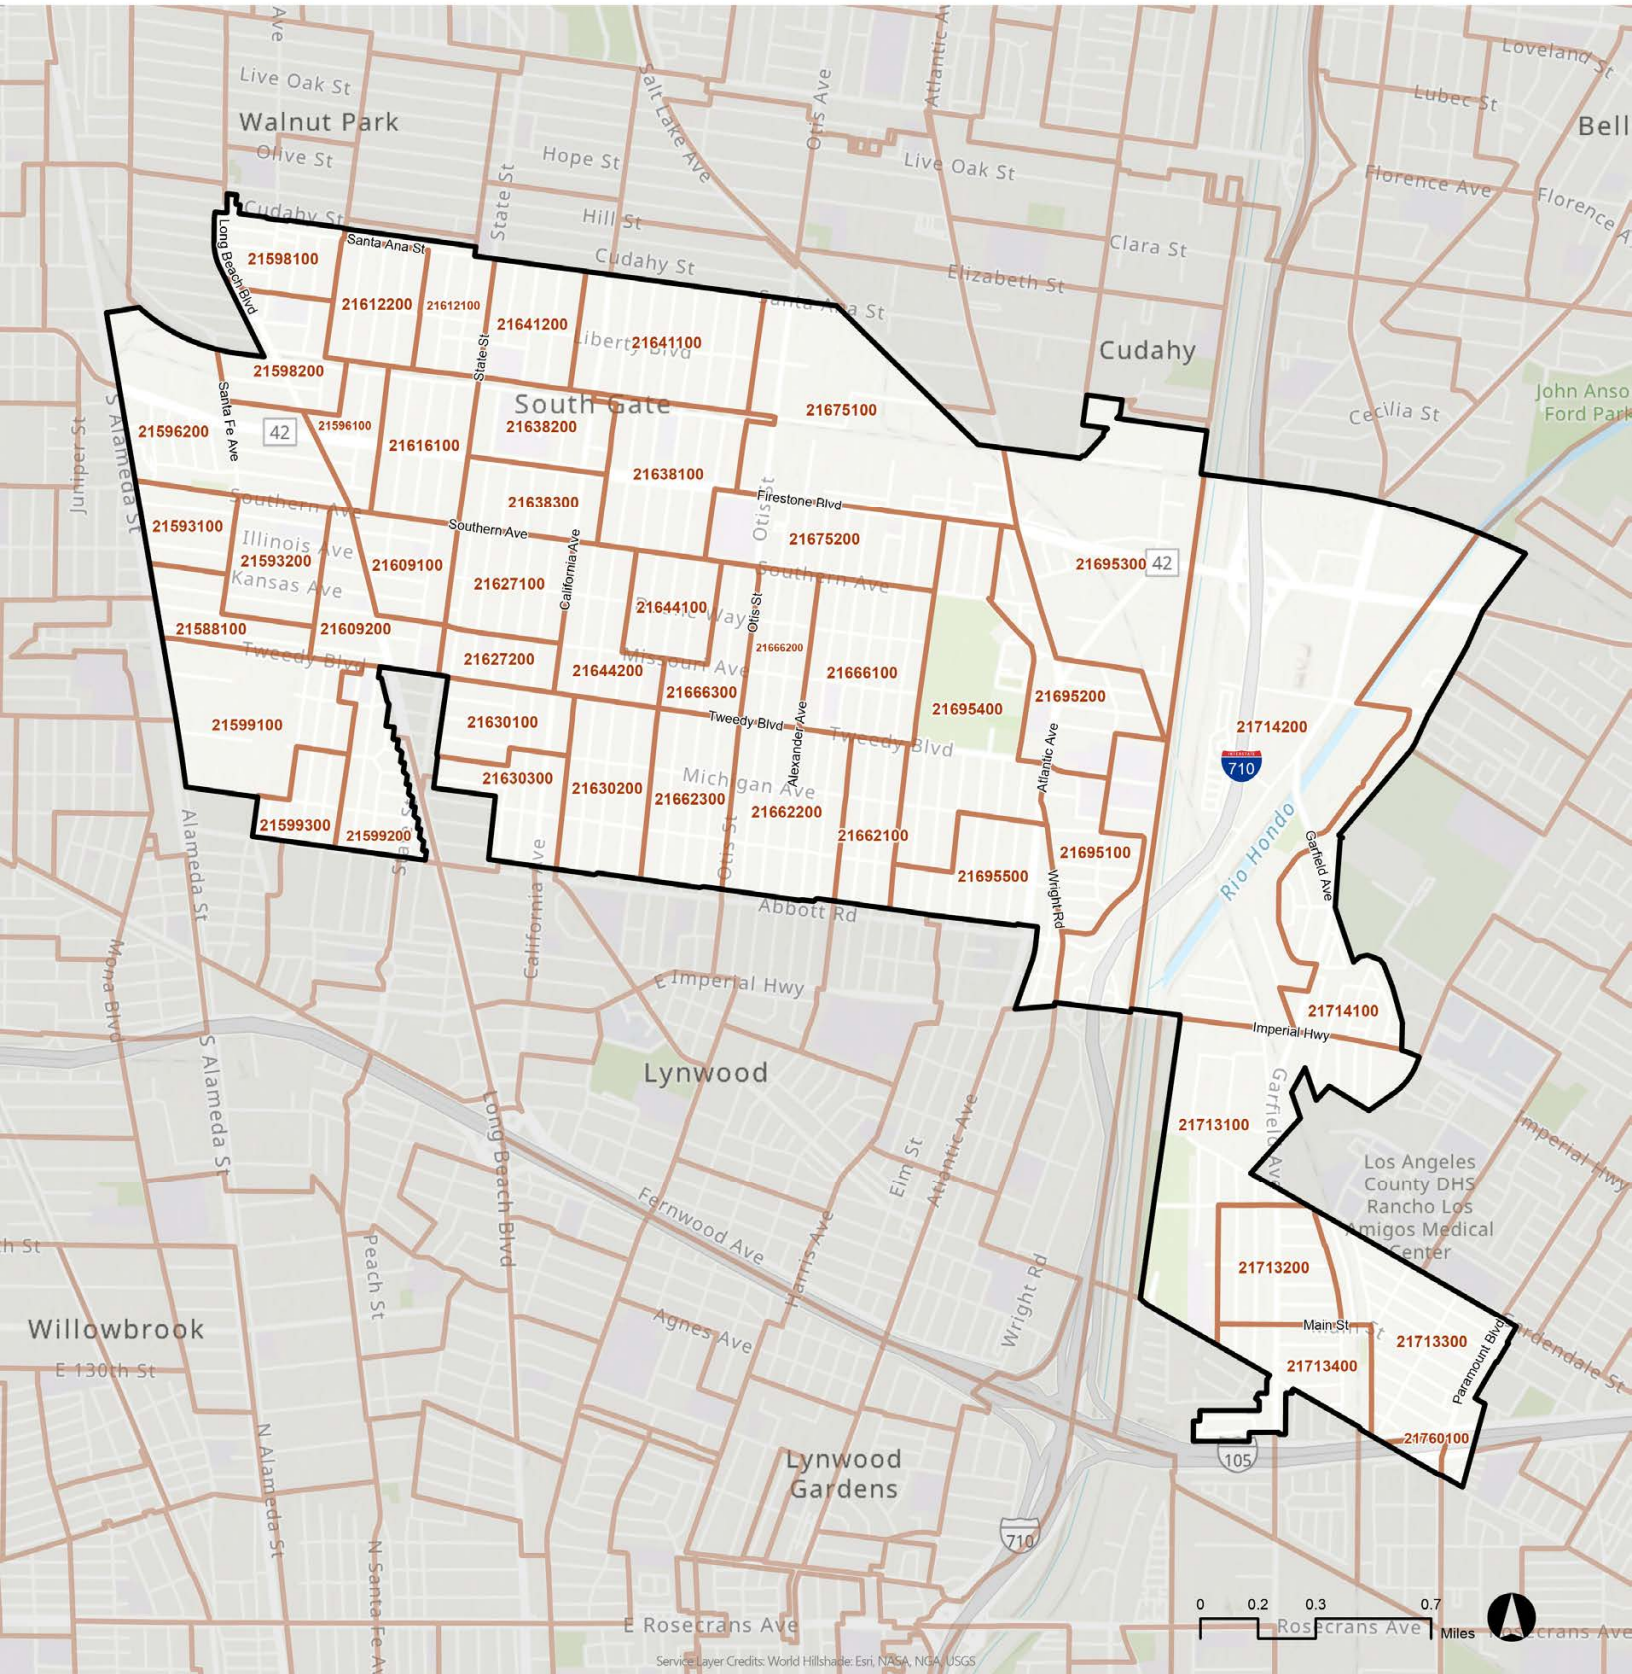 Ave
Live Oak St
Walnut Park
Olive St
Salt Lake Ave
Otis Ave
Atlantic Av
Loveland St
Lubec St
Bell
Hope St
Live Oak St
Florence Ave
Florence A
State St
Cudahy St
Hill St
Cudahy St
Clara St
Elizabeth St
Santa Ana St
Santa Ana St
Long Beach Blvd
21598100
21612200
21612100
21641200
Liberty Blvd
21641100
State St
Cudahy
John Anso
Ford Park
Cecilia St
21598200
South Gate
21675100
21638200
Santa Fe Ave
42
21596200
21596100
21616100
21638100
Juniper St
S Alameda St
21638300
Firestone Blvd
Otis St
Southern Ave
Southern Ave
21593100
Illinois Ave
21593200
Kansas Ave
21609100
California Ave
21675200
Southern Ave
21695300
42
21627100
21644100
Way
Otis St
21588100
21609200
Tweedy Blvd
21627200
21644200
Missouri Ave
21666200
21666100
21666300
21695200
21695400
21599100
21630100
Tweedy Blvd
Tweedy Blvd
Alexander Ave
Atlantic Ave
21714200
710
21630300
21630200
Michigan Ave
21662300
21662200
21662100
Otis St
21599300
21599200
21695100
21695500
Rio Hondo
Garfield Ave
Wright Rd
Alameda St
California Ave
Abbott Rd
Mona Blvd
E Imperial Hwy
21714100
Imperial Hwy
Lynwood
S Alameda St
Long Beach Blvd
Garfield Ave
21713100
Imperial Hwy
Elm St
Atlantic Ave
Los Angeles
County DHS
Rancho Los
Amigos Medical
Center
Fernwood Ave
Harris Ave
Peach St
h St
21713200
Wright Rd
Willowbrook
E 130th St
Agnes Ave
Main St
Main St
21713300
Gardendale St
Paramount Blvd
21713400
21760100
105
N Alameda St
Lynwood
Gardens
710
N Santa Fe Av
0 0.2 0.3 0.7
Miles
E Rosecrans Ave
Rosecrans Ave
Rosecrans Ave
Service Layer Credits: World Hillshade: Esri, NASA, NGA, USGS